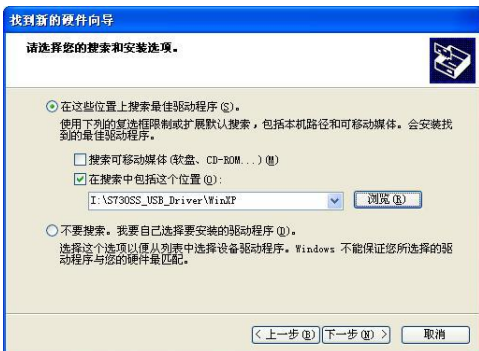 找到新的硬件向导
请选择您的搜索和安装选项。
在这些位置上搜索最佳驱动程序(S)。
使用下列的复选框限制或扩展默认搜索，包括本机路径和可移动媒体。会安装找
到的最佳驱动程序。
搜索可移动媒体(软盘、CD-ROM...)(M)
在搜索中包括这个位置(O):
I:\S730SS_USB_Driver\WinXP
浏览(R)
不要搜索。我要自己选择要安装的驱动程序(D)。
选择这个选项以便从列表中选择设备驱动程序。Windows 不能保证您所选择的驱
动程序与您的硬件最匹配。
< 上一步(B) 下一步(N) > 取消